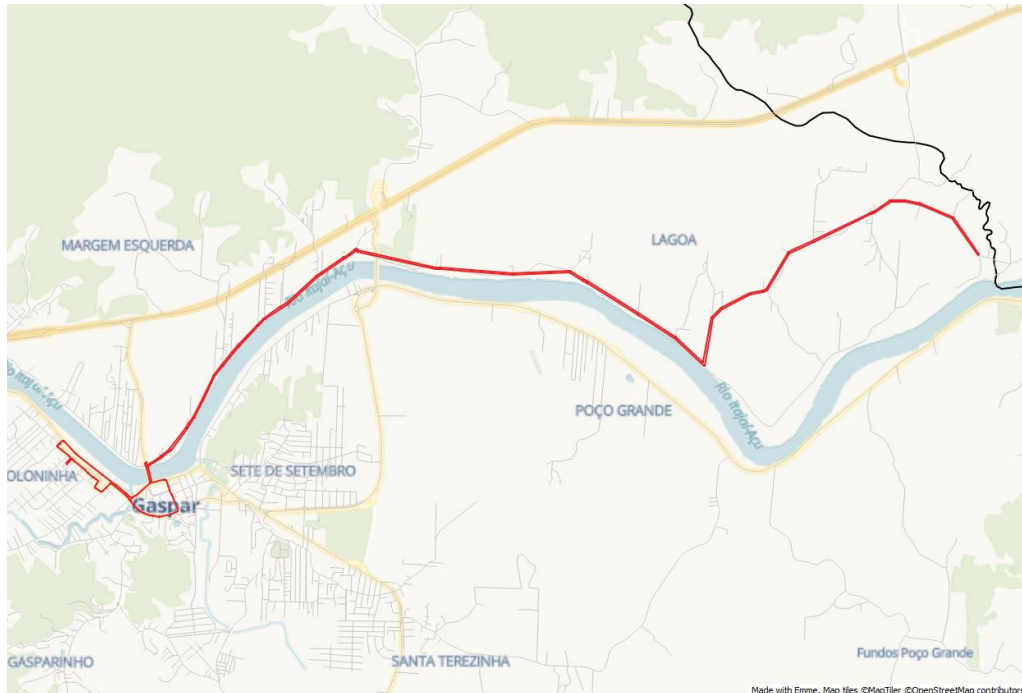 MARGEM ESQUERDA
LAGOA
Rio Itajaí-Açu
Rio Itajaí-Açu
POÇO GRANDE
OLONINHA
SETE DE SETEMBRO
Gaspar
GASPARINHO
SANTA TEREZINHA
Fundos Poço Grande
Made with Emme, Map tiles ©MapTiler ©OpenStreetMap contributors